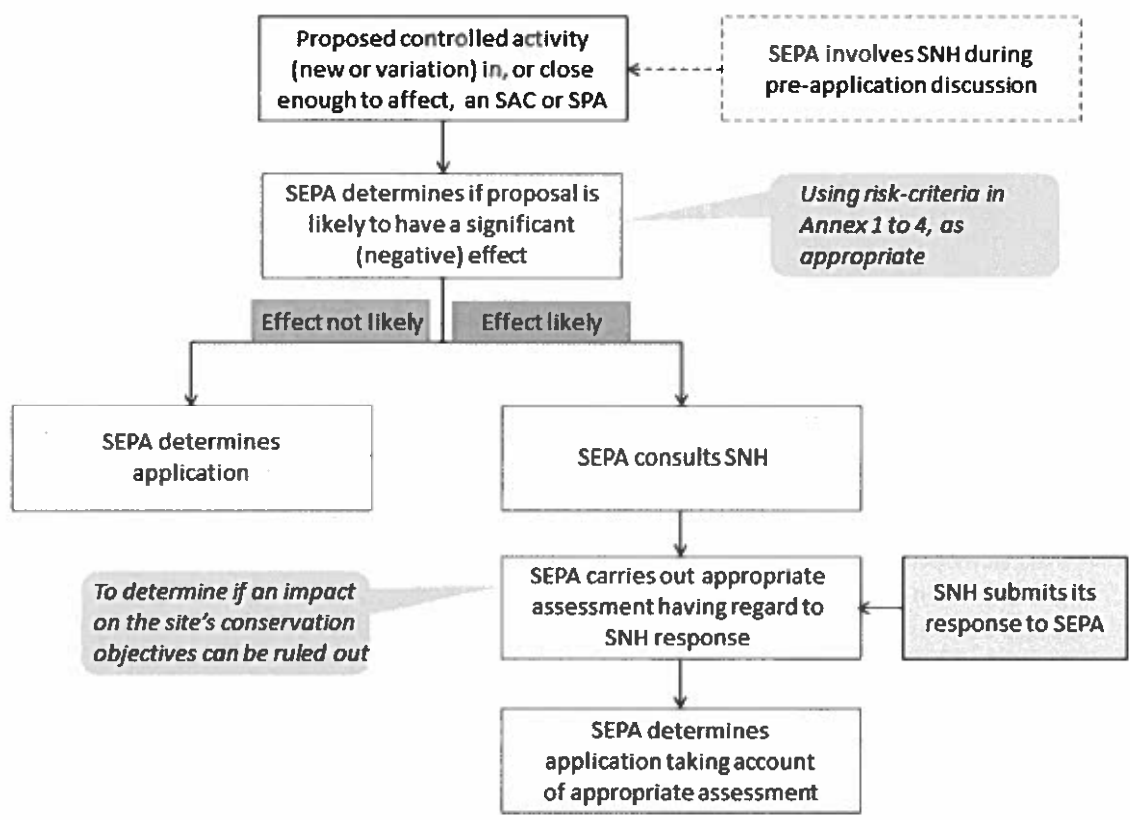 Proposed controlled activity
(new or variation) in, or close
enough to affect, an SAC or SPA
SEPA involves SNH during
pre-application discussion
SEPA determines if proposal is
likely to have a significant
(negative) effect
Using risk-criteria in
Annex 1 to 4, as
appropriate
Effect not likely
Effect likely
SEPA determines
application
SEPA consults SNH
To determine if an impact
on the site's conservation
objectives can be ruled out
SEPA carries out appropriate
assessment having regard to
SNH response
SNH submits its
response to SEPA
SEPA determines
application taking account
of appropriate assessment